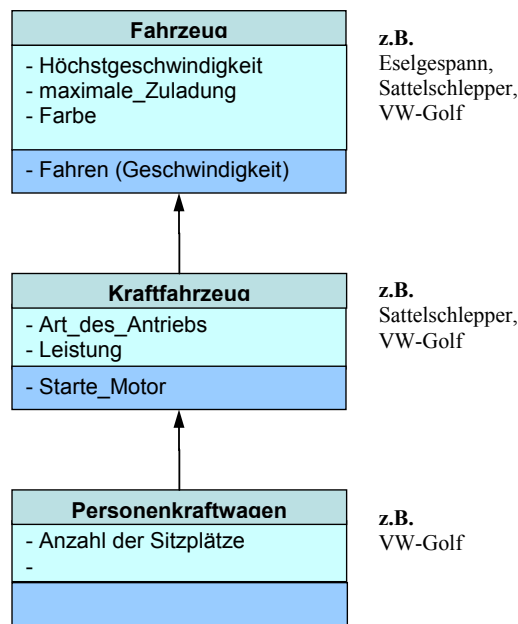 Fahrzeug
- Höchstgeschwindigkeit
- maximale_Zuladung
- Farbe
- Fahren (Geschwindigkeit)
z.B.
Eselgespann,
Sattelschlepper,
VW-Golf
Kraftfahrzeug
- Art_des_Antriebs
- Leistung
- Starte_Motor
z.B.
Sattelschlepper,
VW-Golf
Personenkraftwagen
- Anzahl der Sitzplätze
-
z.B.
VW-Golf